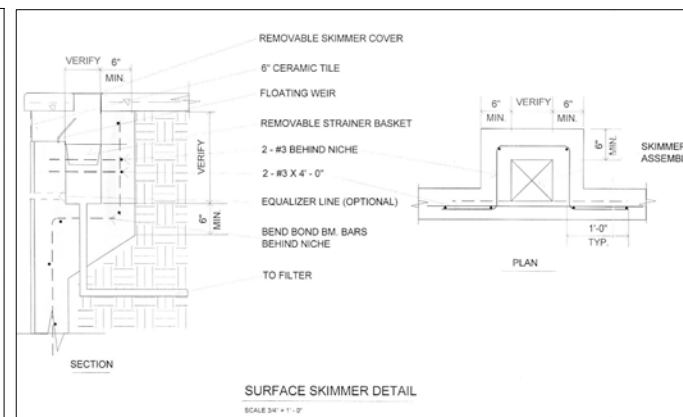 REMOVABLE SKIMMER COVER
VERIFY 6"
MIN.
6" CERAMIC TILE
FLOATING WEIR
REMOVABLE STRAINER BASKET
VERIFY
2 - #3 BEHIND NICHE
2 - #3 X 4' - 0"
EQUALIZER LINE (OPTIONAL)
6"
MIN.
BEND BOND BM. BARS
BEHIND NICHE
TO FILTER
SECTION
6" VERIFY 6"
MIN. MIN.
6"
MIN.
SKIMMER
ASSEMBL
1'-0"
TYP.
PLAN
SURFACE SKIMMER DETAIL
SCALE 3/4" = 1' - 0"